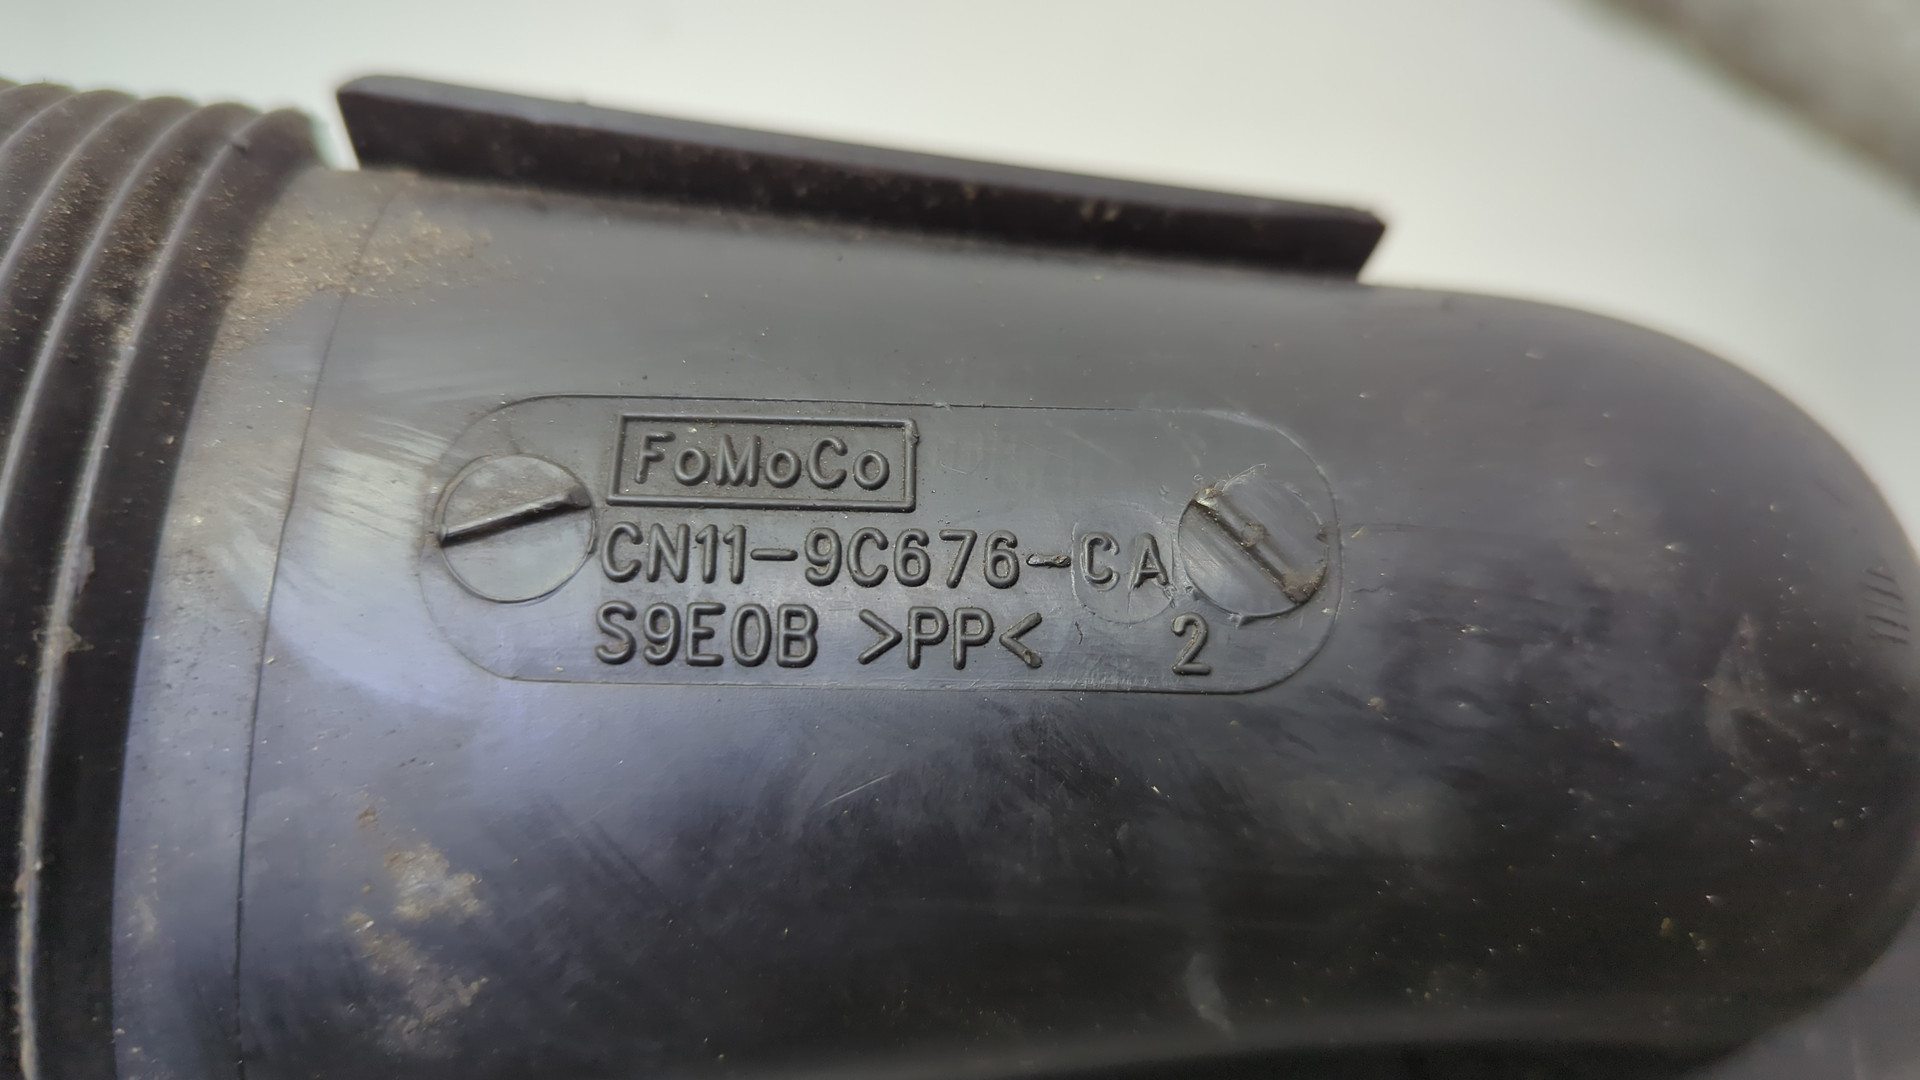 FoMoCo
CN11-9C676-CA
S9E0B >PP< 2